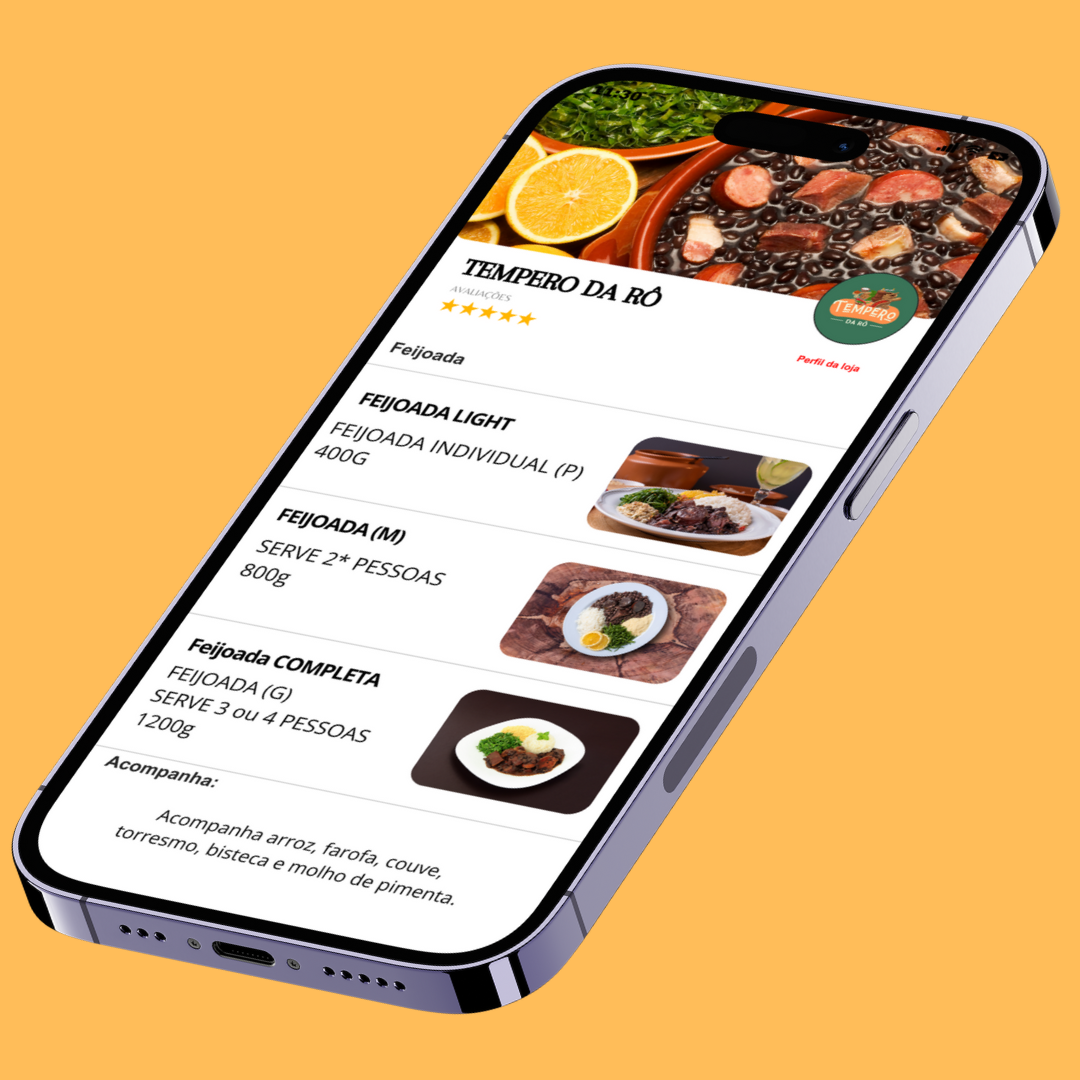 11:30
TEMPERO DA RÔ
AVALIAÇÕES
TEMPERO
DA RÔ
Perfil da loja
Feijoada
FEIJOADA LIGHT
FEIJOADA INDIVIDUAL (P)
400G
FEIJOADA (M)
SERVE 2* PESSOAS
800g
Feijoada COMPLETA
FEIJOADA (G)
SERVE 3 ou 4 PESSOAS
1200g
Acompanha:
Acompanha arroz, farofa, couve,
torresmo, bisteca e molho de pimenta.